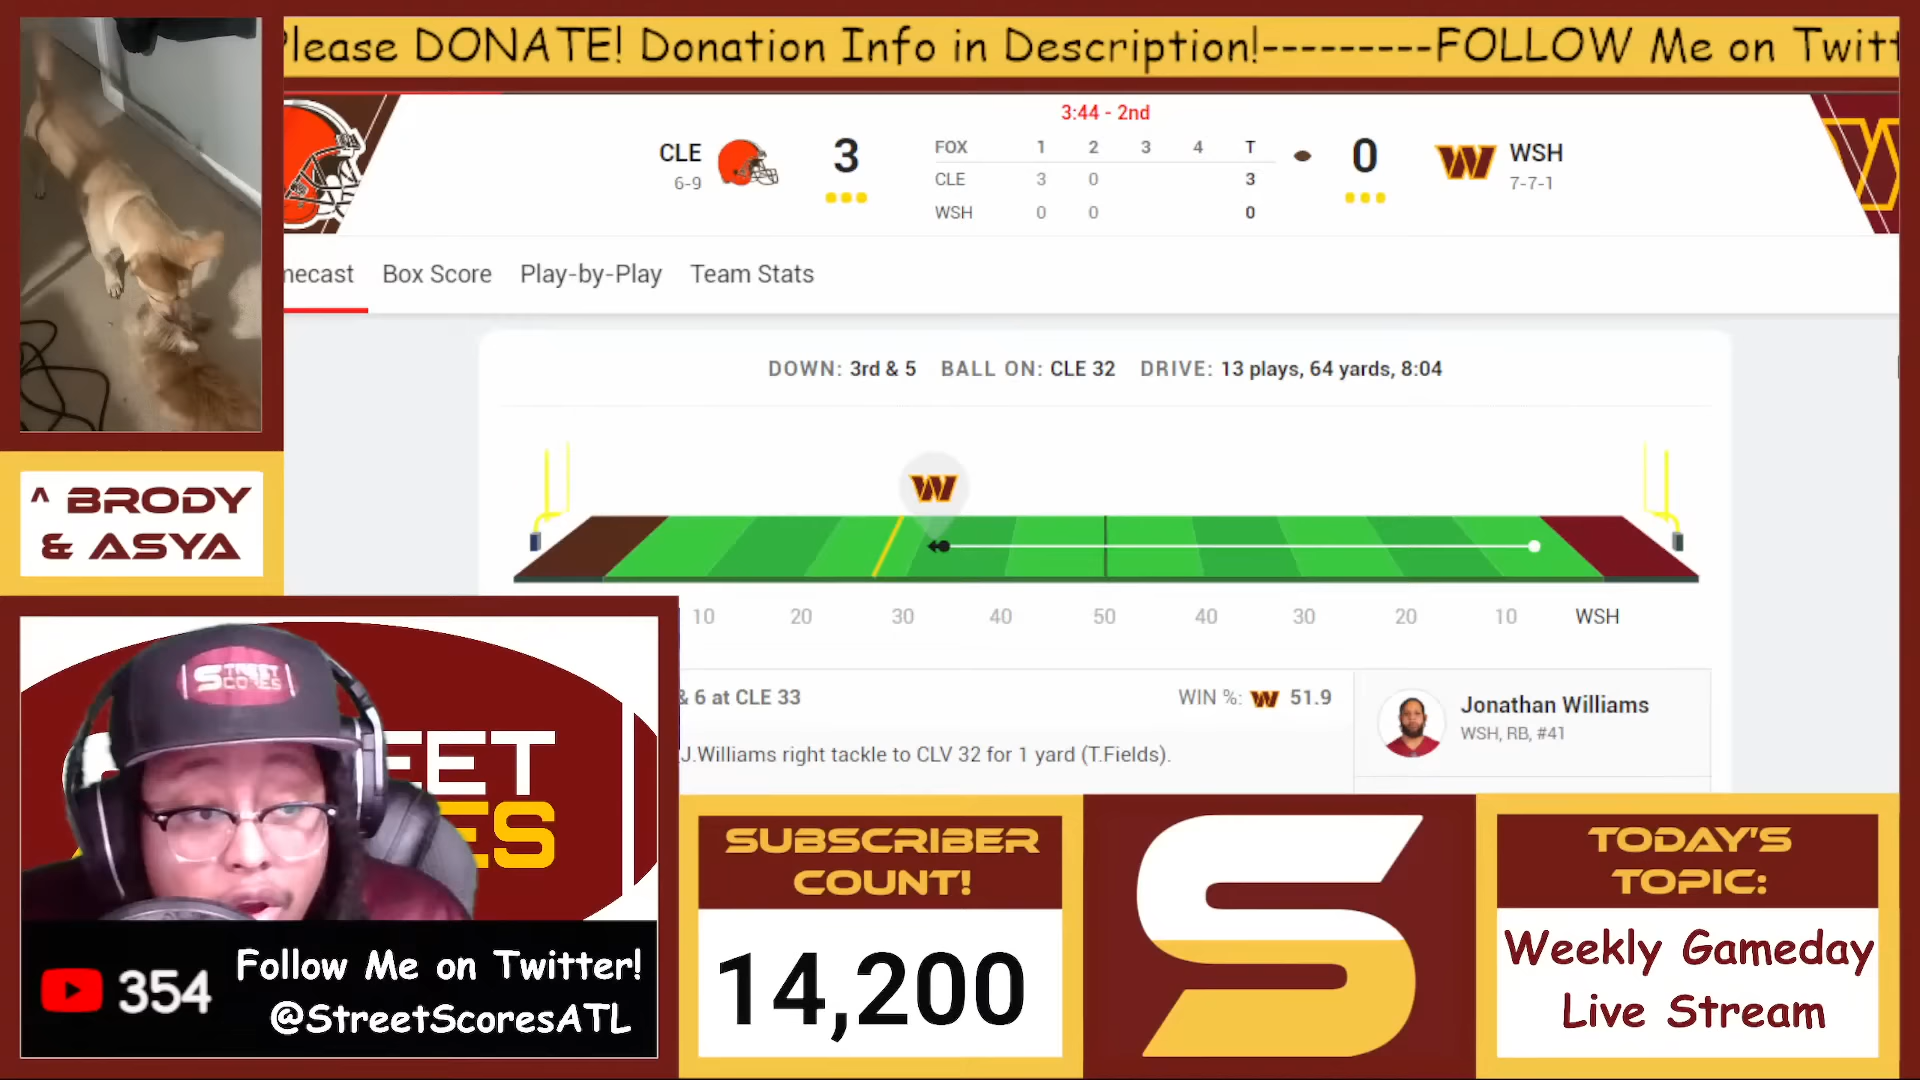 Please DONATE! Donation Info in Description!---------FOLLOW Me on Twitt
3:44 - 2nd
CLE 6-9 3
FOX 1 2 3 4 T
CLE 3 0 3
WSH 0 0 0
0 WSH 7-7-1
necast Box Score Play-by-Play Team Stats
DOWN: 3rd & 5 BALL ON: CLE 32 DRIVE: 13 plays, 64 yards, 8:04
W
10 20 30 40 50 40 30 20 10 WSH
& 6 at CLE 33 WIN %: W 51.9
J.Williams right tackle to CLV 32 for 1 yard (T.Fields).
Jonathan Williams
WSH, RB, #41
^ BRODY
& ASYA
STREET
SCORES
EET
ES
354
Follow Me on Twitter!
@StreetScoresATL
SUBSCRIBER
COUNT!
14,200
S
TODAY'S
TOPIC:
Weekly Gameday
Live Stream